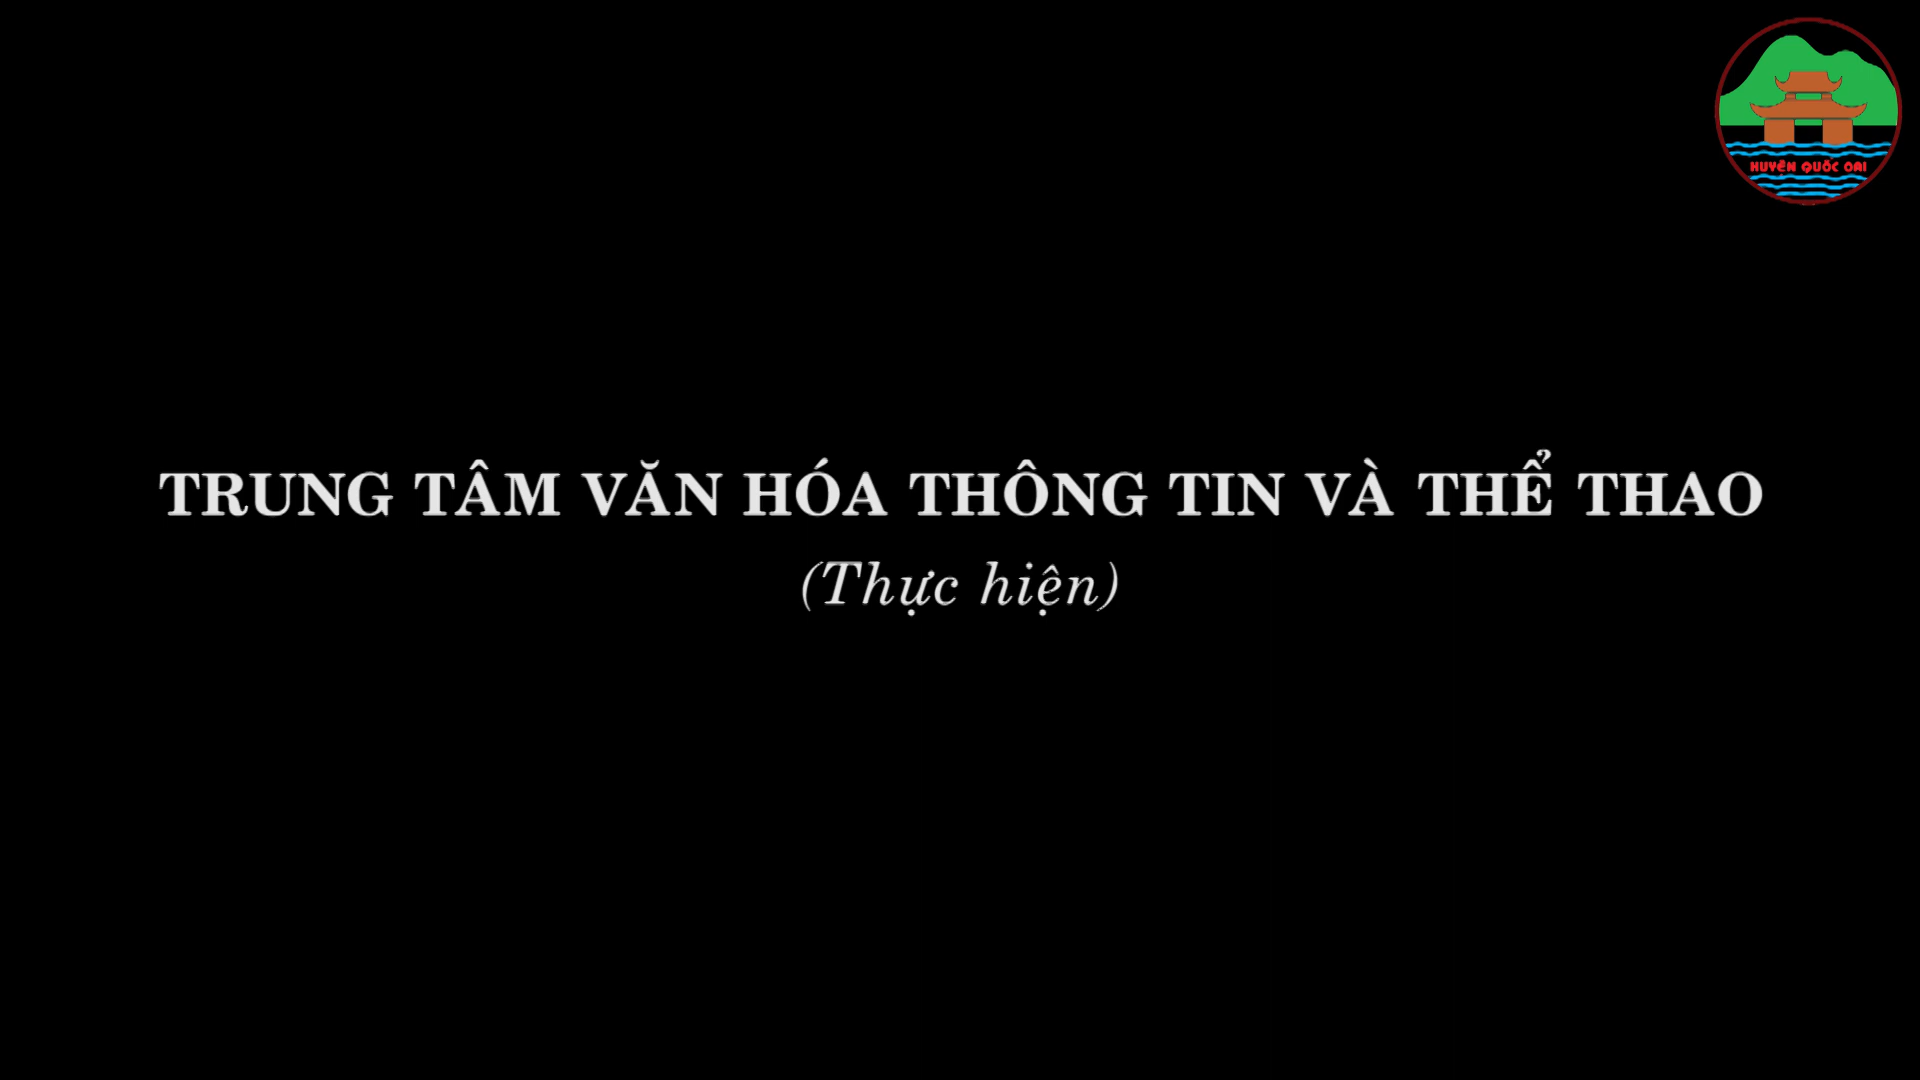 HUYỆN QUỐC OAI
TRUNG TÂM VĂN HÓA THÔNG TIN VÀ THỂ THAO
(Thực hiện)